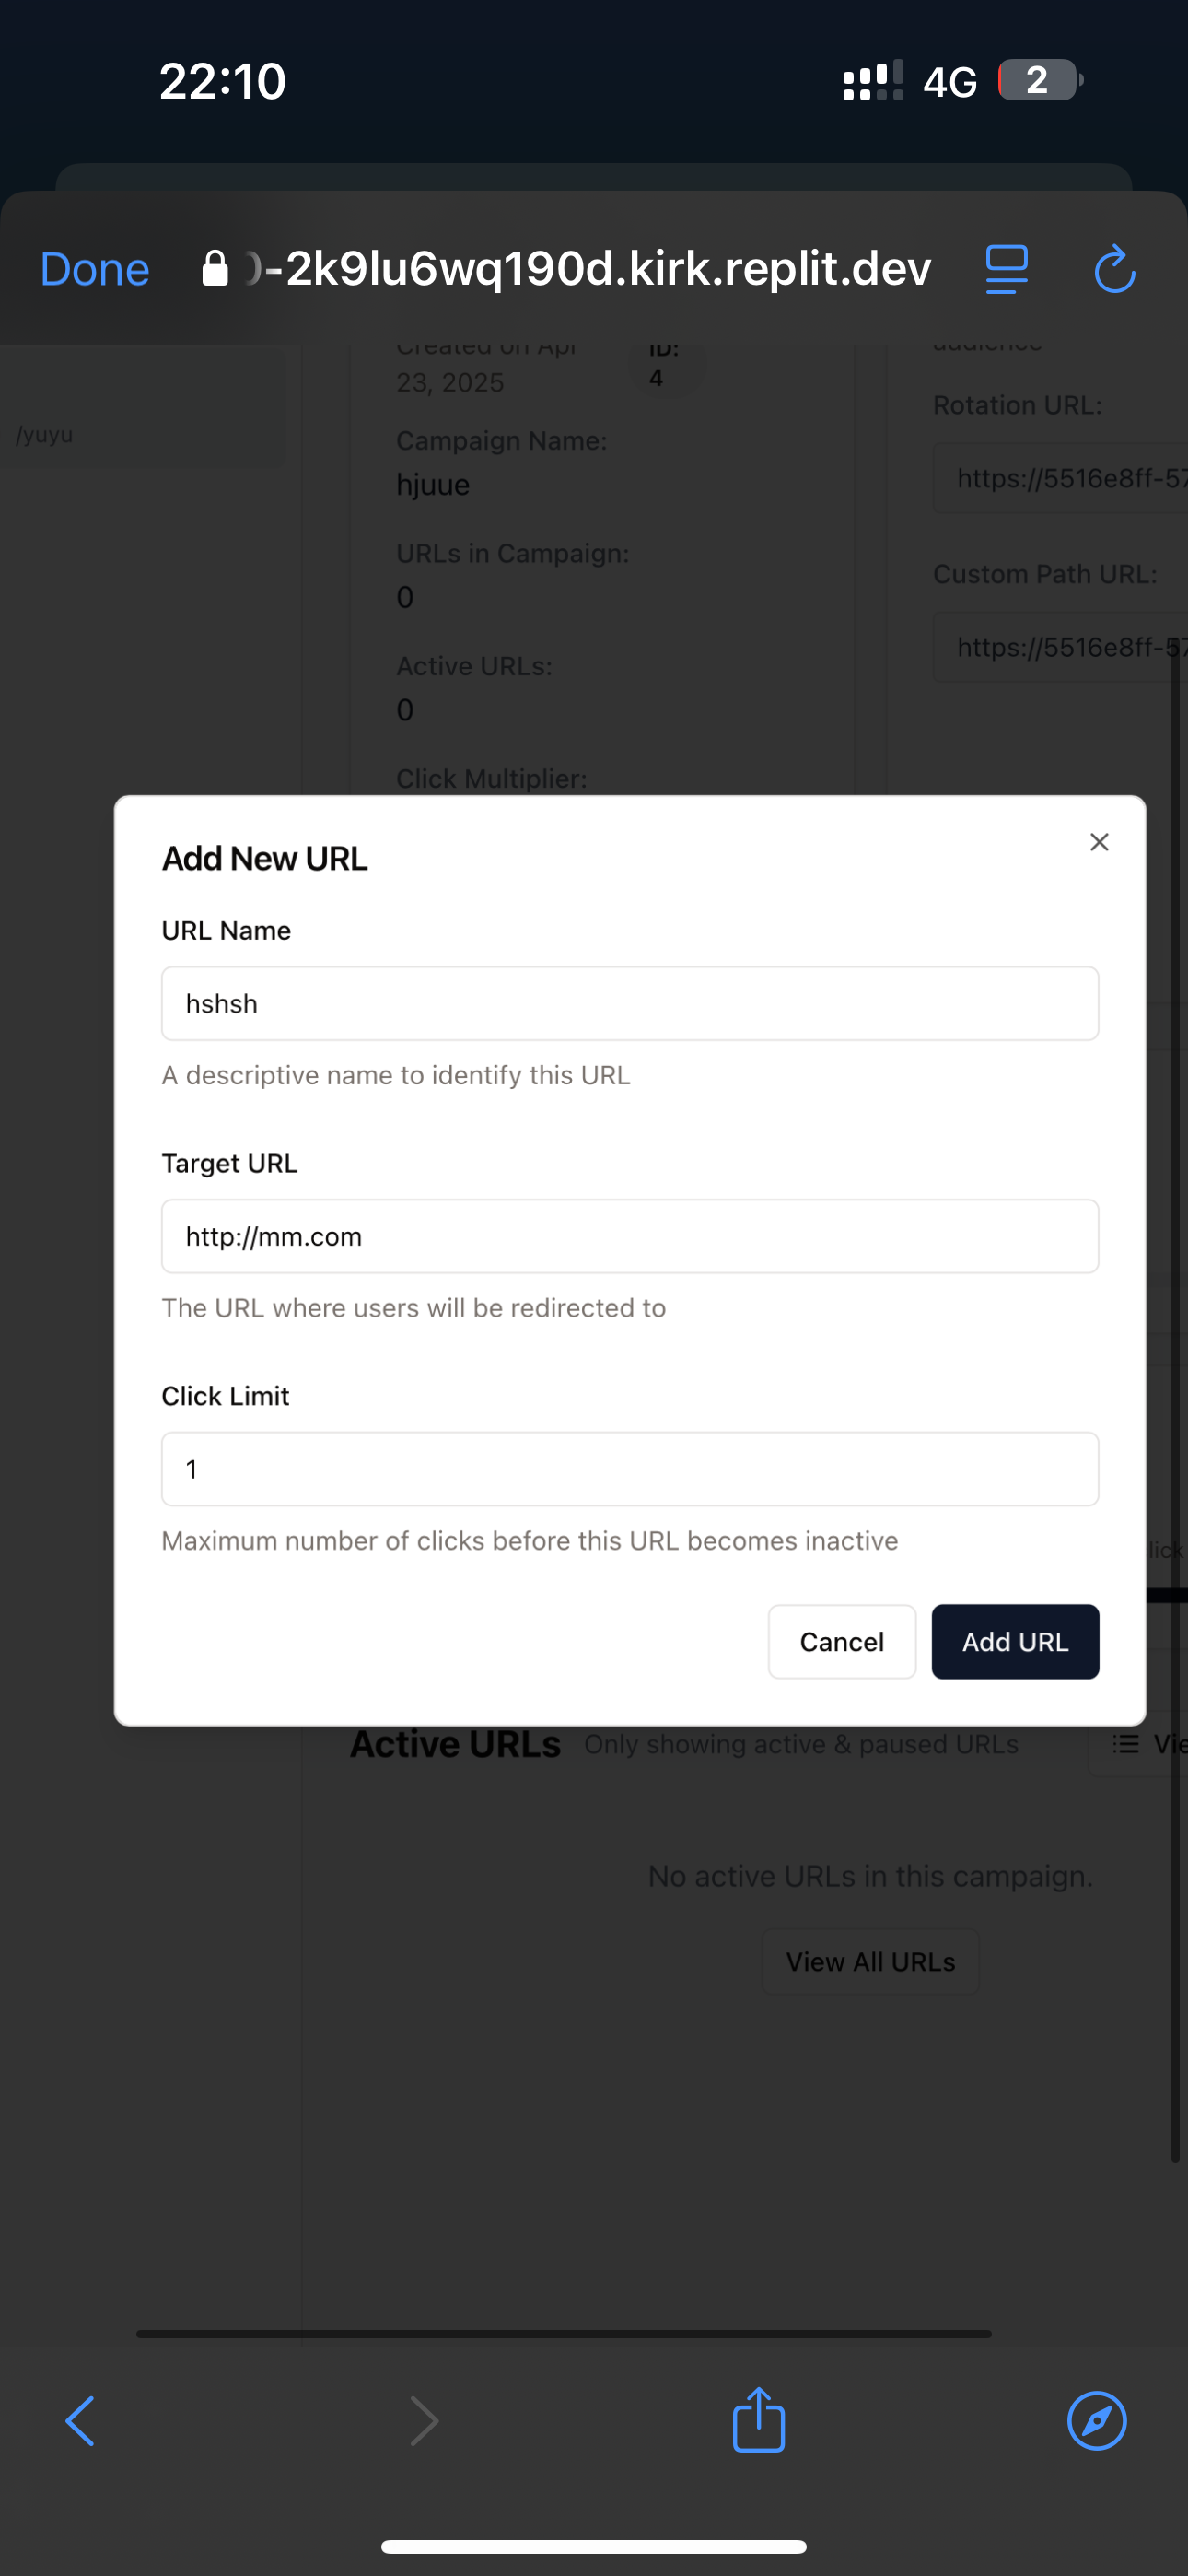 22:10
4G
2
Done
-2k9lu6wq190d.kirk.replit.dev
Created on Apr
23, 2025
ID:
4
audience
/yuyu
Campaign Name:
hjuue
URLs in Campaign:
0
Active URLs:
0
Click Multiplier:
Rotation URL:
https://5516e8ff-57
Custom Path URL:
https://5516e8ff-57
Add New URL
URL Name
hshsh
A descriptive name to identify this URL
Target URL
http://mm.com
The URL where users will be redirected to
Click Limit
1
Maximum number of clicks before this URL becomes inactive
lick
Cancel
Add URL
Active URLs
Only showing active & paused URLs
Vie
No active URLs in this campaign.
View All URLs